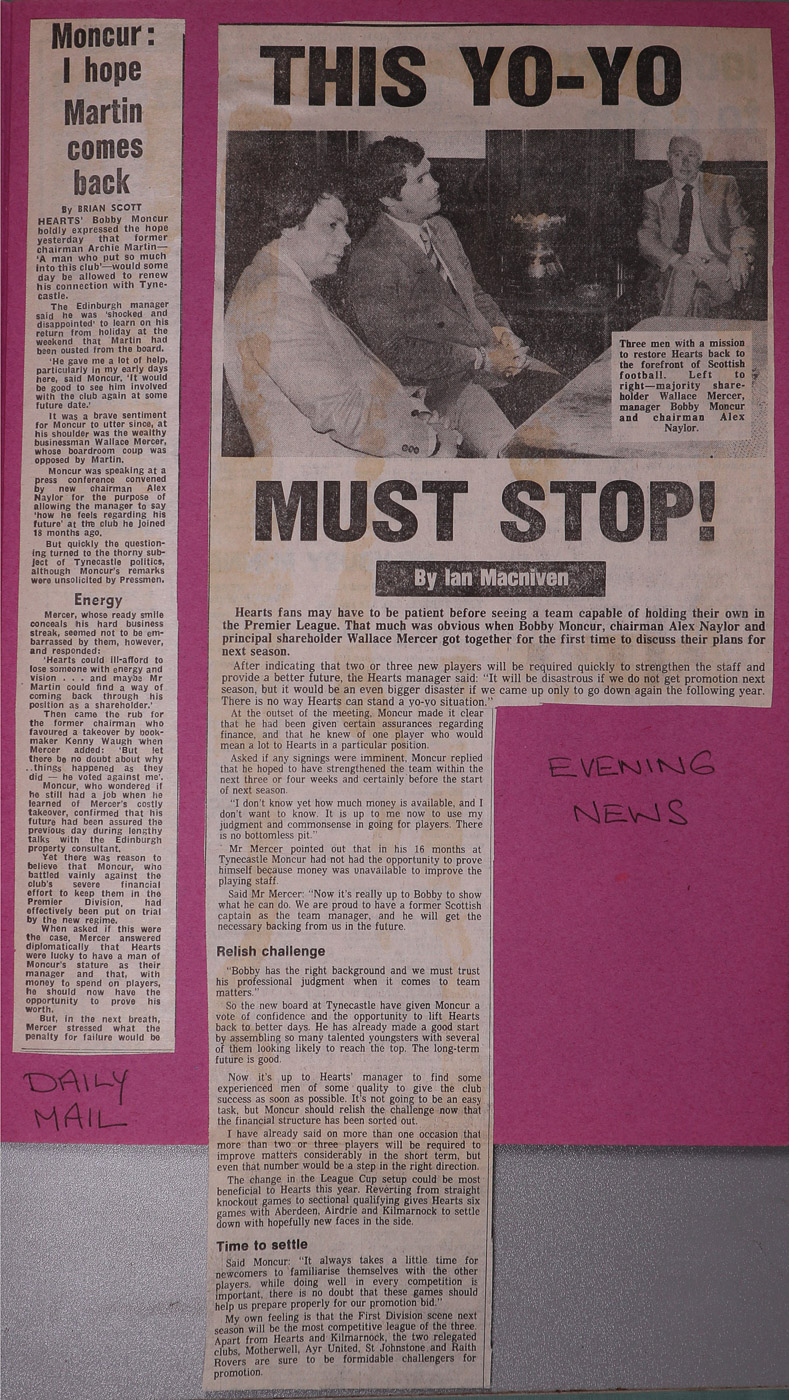 Moncur:
I hope
Martin
comes
back
By BRIAN SCOTT
HEARTS' Bobby Moncur
boldly expressed the hope
yesterday that former
chairman Archie Martin—
'A man who put so much
into this club'—would some
day be allowed to renew
his connection with Tyne-
castle.
The Edinburgh manager
said he was 'shocked and
disappointed' to learn on his
return from holiday at the
weekend that Martin had
been ousted from the board.
'He gave me a lot of help,
particularly in my early days
here, said Moncur, 'It would
be good to see him involved
with the club again at some
future date.'
It was a brave sentiment
for Moncur to utter since, at
his shoulder was the wealthy
businessman Wallace Mercer,
whose boardroom coup was
opposed by Martin.
Moncur was speaking at a
press conference convened
by new chairman Alex
Naylor for the purpose of
allowing the manager to say
'how he feels regarding his
future' at the club he joined
18 months ago.
But quickly the question-
ing turned to the thorny sub-
ject of Tynecastle politics,
although Moncur's remarks
were unsolicited by Pressmen.
Energy
Mercer, whose ready smile
conceals his hard business
streak, seemed not to be em-
barrassed by them, however,
and responded:
'Hearts could ill-afford to
lose someone with energy and
vision . . . and maybe Mr
Martin could find a way of
coming back through his
position as a shareholder.'
Then came the rub for
the former chairman who
favoured a takeover by book-
maker Kenny Waugh when
Mercer added: 'But let
there be no doubt about why
..things happened as they
did — he voted against me'.
Moncur, who wondered if
he still had a job when he
learned of Mercer's costly
takeover, confirmed that his
future had been assured the
previous day during lengthy
talks with the Edinburgh
property consultant.
Yet there was reason to
believe that Moncur, who
battled vainly against the
club's severe financial
effort to keep them in the
Premier Division, had
effectively been put on trial
by the new regime.
When asked if this were
the case, Mercer answered
diplomatically that Hearts
were lucky to have a man of
Moncur's stature as their
manager and that, with
money to spend on players,
he should now have the
opportunity to prove his
worth.
But, in the next breath,
Mercer stressed what the
penalty for failure would be
DAILY
MAIL
THIS YO-YO
Three men with a mission
to restore Hearts back to
the forefront of Scottish
football. Left to
right—majority share-
holder Wallace Mercer,
manager Bobby Moncur
and chairman Alex
Naylor.
MUST STOP!
By Ian Macniven
Hearts fans may have to be patient before seeing a team capable of holding their own in
the Premier League. That much was obvious when Bobby Moncur, chairman Alex Naylor and
principal shareholder Wallace Mercer got together for the first time to discuss their plans for
next season.
After indicating that two or three new players will be required quickly to strengthen the staff and
provide a better future, the Hearts manager said: "It will be disastrous if we do not get promotion next
season, but it would be an even bigger disaster if we came up only to go down again the following year.
There is no way Hearts can stand a yo-yo situation."
At the outset of the meeting, Moncur made it clear
that he had been given certain assurances regarding
finance, and that he knew of one player who would
mean a lot to Hearts in a particular position.
Asked if any signings were imminent, Moncur replied
that he hoped to have strengthened the team within the
next three or four weeks and certainly before the start
of next season.
"I don't know yet how much money is available, and I
don't want to know. It is up to me now to use my
judgment and commonsense in going for players. There
is no bottomless pit."
Mr Mercer pointed out that in his 16 months at
Tynecastle Moncur had not had the opportunity to prove
himself because money was unavailable to improve the
playing staff.
Said Mr Mercer: "Now it's really up to Bobby to show
what he can do. We are proud to have a former Scottish
captain as the team manager, and he will get the
necessary backing from us in the future.
Relish challenge
"Bobby has the right background and we must trust
his professional judgment when it comes to team
matters."
So the new board at Tynecastle have given Moncur a
vote of confidence and the opportunity to lift Hearts
back to better days. He has already made a good start
by assembling so many talented youngsters with several
of them looking likely to reach the top. The long-term
future is good.
Now it's up to Hearts' manager to find some
experienced men of some quality to give the club
success as soon as possible. It's not going to be an easy
task, but Moncur should relish the challenge now that
the financial structure has been sorted out.
I have already said on more than one occasion that
more than two or three players will be required to
improve matters considerably in the short term, but
even that number would be a step in the right direction.
The change in the League Cup setup could be most
beneficial to Hearts this year. Reverting from straight
knockout games to sectional qualifying gives Hearts six
games with Aberdeen, Airdrie and Kilmarnock to settle
down with hopefully new faces in the side.
Time to settle
Said Moncur: "It always takes a little time for
newcomers to familiarise themselves with the other
players, while doing well in every competition is
important, there is no doubt that these games should
help us prepare properly for our promotion bid."
My own feeling is that the First Division scene next
season will be the most competitive league of the three.
Apart from Hearts and Kilmarnock, the two relegated
clubs, Motherwell, Ayr United, St Johnstone and Raith
Rovers are sure to be formidable challengers for
promotion.
EVENING
NEWS